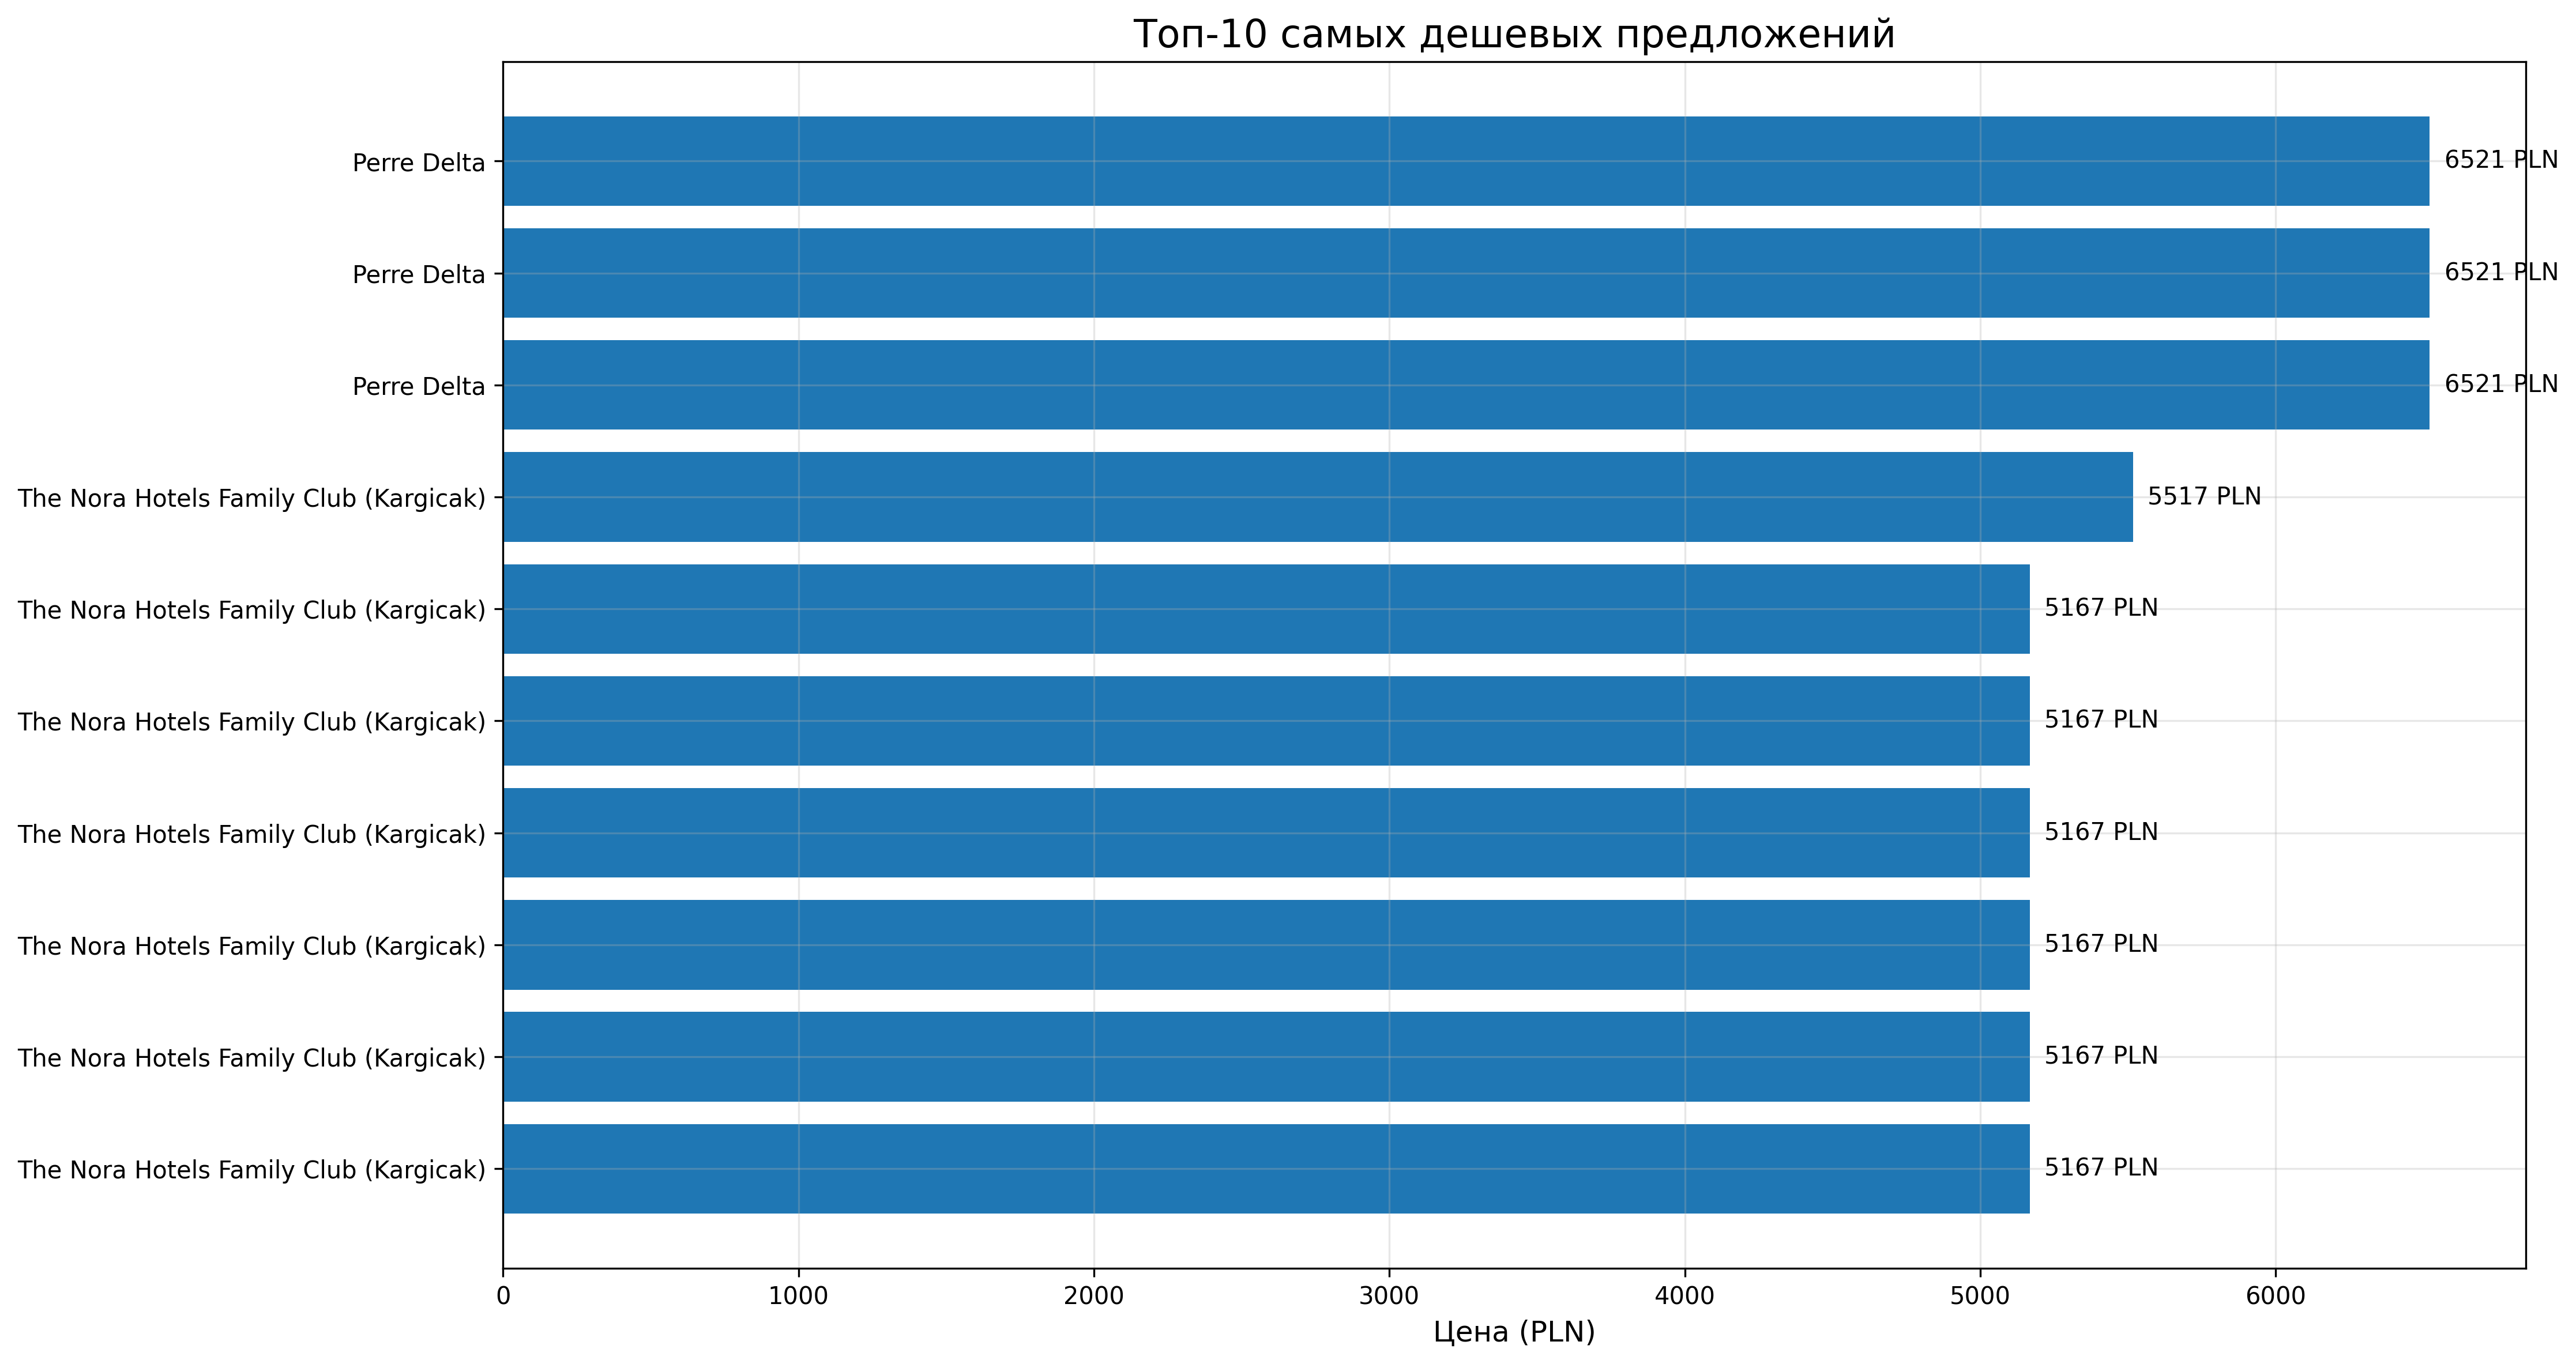 Топ-10 самых дешевых предложений
Perre Delta 6521 PLN
Perre Delta 6521 PLN
Perre Delta 6521 PLN
The Nora Hotels Family Club (Kargicak) 5517 PLN
The Nora Hotels Family Club (Kargicak) 5167 PLN
The Nora Hotels Family Club (Kargicak) 5167 PLN
The Nora Hotels Family Club (Kargicak) 5167 PLN
The Nora Hotels Family Club (Kargicak) 5167 PLN
The Nora Hotels Family Club (Kargicak) 5167 PLN
The Nora Hotels Family Club (Kargicak) 5167 PLN
0 1000 2000 3000 4000 5000 6000
Цена (PLN)